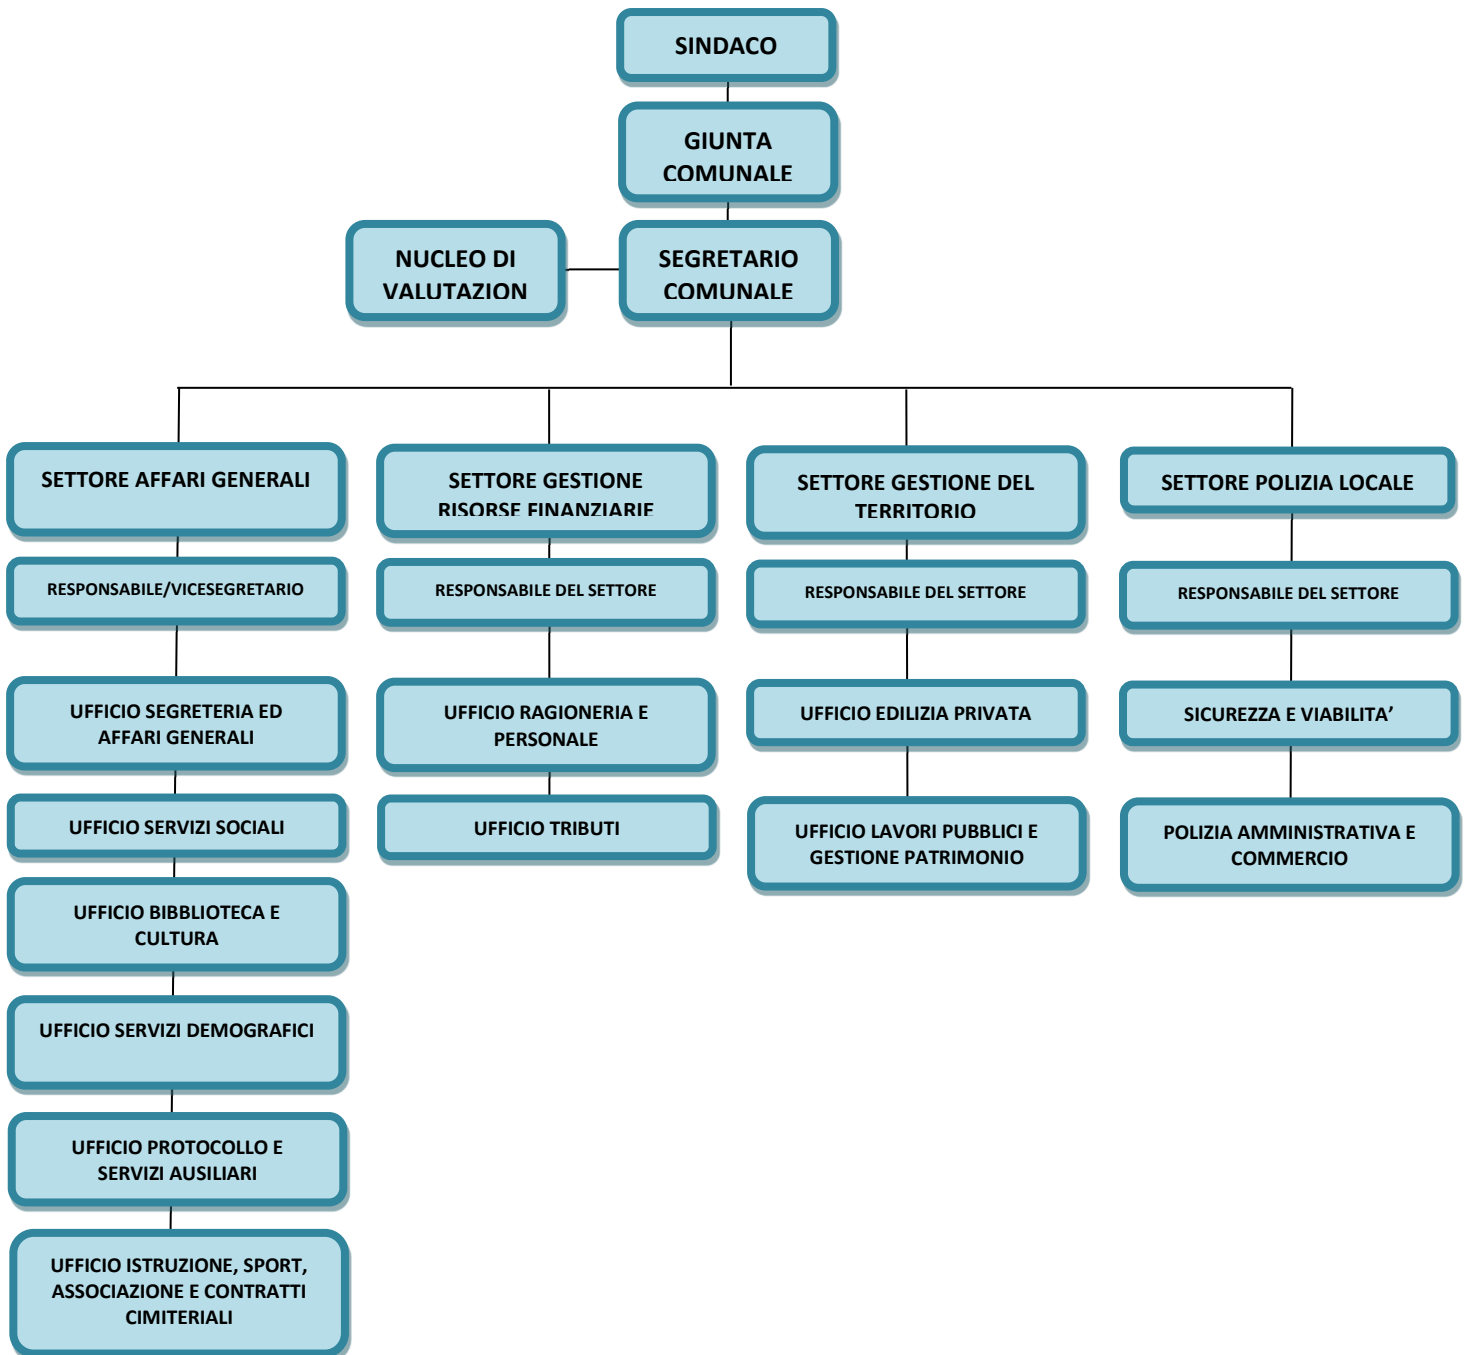 SINDACO
GIUNTA
COMUNALE
NUCLEO DI
VALUTAZION
SEGRETARIO
COMUNALE
SETTORE AFFARI GENERALI
SETTORE GESTIONE
RISORSE FINANZIARIE
SETTORE GESTIONE DEL
TERRITORIO
SETTORE POLIZIA LOCALE
RESPONSABILE/VICESEGRETARIO
RESPONSABILE DEL SETTORE
RESPONSABILE DEL SETTORE
RESPONSABILE DEL SETTORE
UFFICIO SEGRETERIA ED
AFFARI GENERALI
UFFICIO RAGIONERIA E
PERSONALE
UFFICIO EDILIZIA PRIVATA
SICUREZZA E VIABILITA’
UFFICIO SERVIZI SOCIALI
UFFICIO TRIBUTI
UFFICIO LAVORI PUBBLICI E
GESTIONE PATRIMONIO
POLIZIA AMMINISTRATIVA E
COMMERCIO
UFFICIO BIBBLIOTECA E
CULTURA
UFFICIO SERVIZI DEMOGRAFICI
UFFICIO PROTOCOLLO E
SERVIZI AUSILIARI
UFFICIO ISTRUZIONE, SPORT,
ASSOCIAZIONE E CONTRATTI
CIMITERIALI